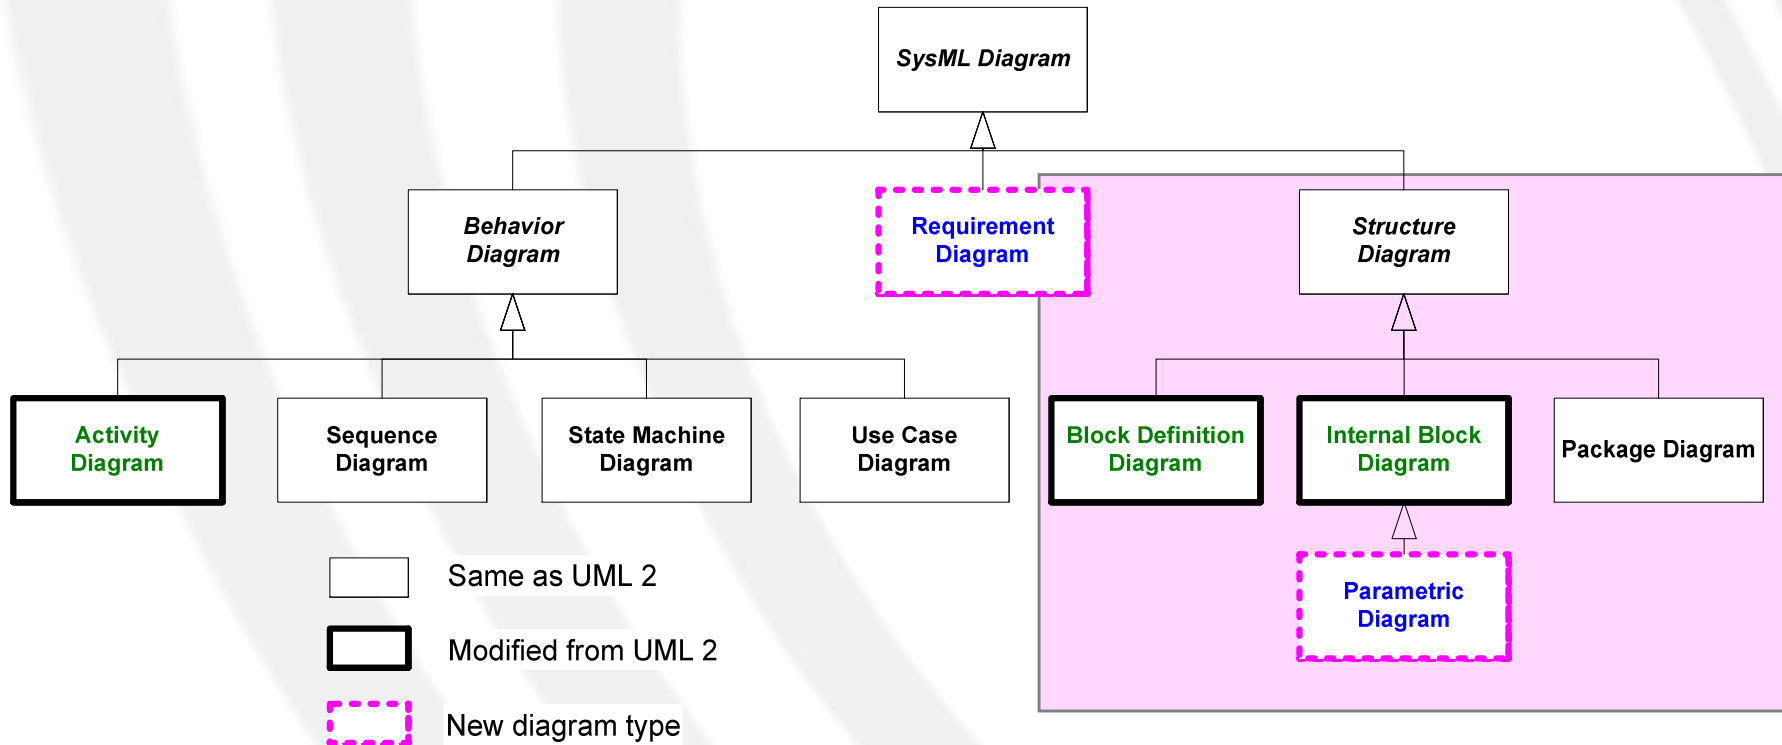 SysML Diagram
Behavior
Diagram
Requirement
Diagram
Structure
Diagram
Activity
Diagram
Sequence
Diagram
State Machine
Diagram
Use Case
Diagram
Block Definition
Diagram
Internal Block
Diagram
Package Diagram
Parametric
Diagram
Same as UML 2
Modified from UML 2
New diagram type